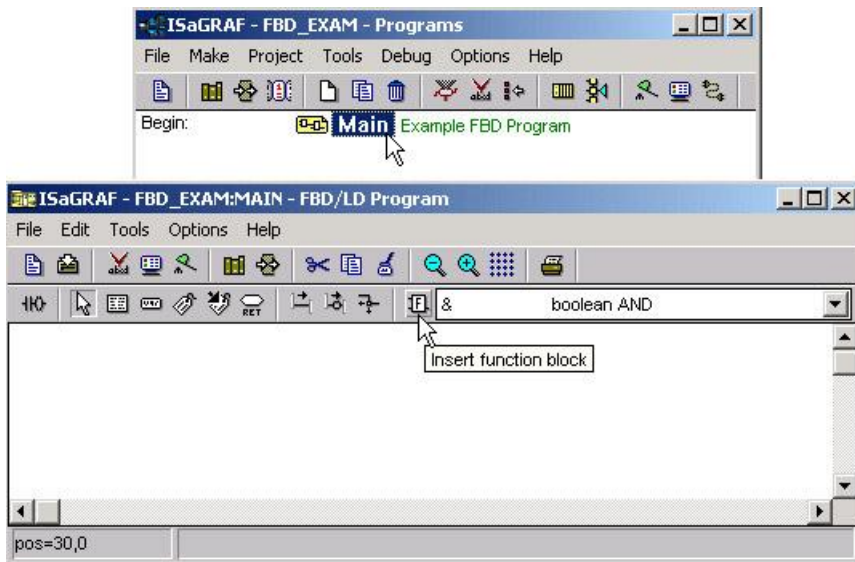 ISaGRAF - FBD_EXAM - Programs
File Make Project Tools Debug Options Help
Begin: Main Example FBD Program
ISaGRAF - FBD_EXAM:MAIN - FBD/LD Program
File Edit Tools Options Help
RET F & boolean AND
Insert function block
pos=30,0